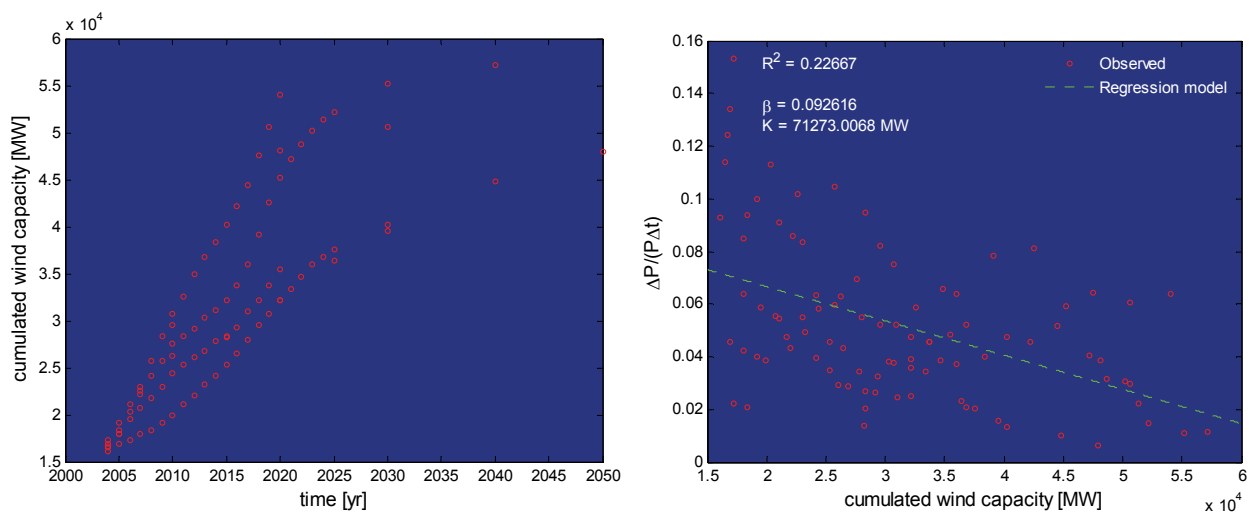 x 10⁴
6
5.5
5
4.5
4
3.5
3
2.5
2
1.5
2000 2005 2010 2015 2020 2025 2030 2035 2040 2045 2050
time [yr]
cumulated wind capacity [MW]
0.16
0.14
0.12
0.1
0.08
0.06
0.04
0.02
0
R² = 0.22667
β = 0.092616
K = 71273.0068 MW
Observed
Regression model
1.5 2 2.5 3 3.5 4 4.5 5 5.5 6
x 10⁴
cumulated wind capacity [MW]
ΔP/(PΔt)